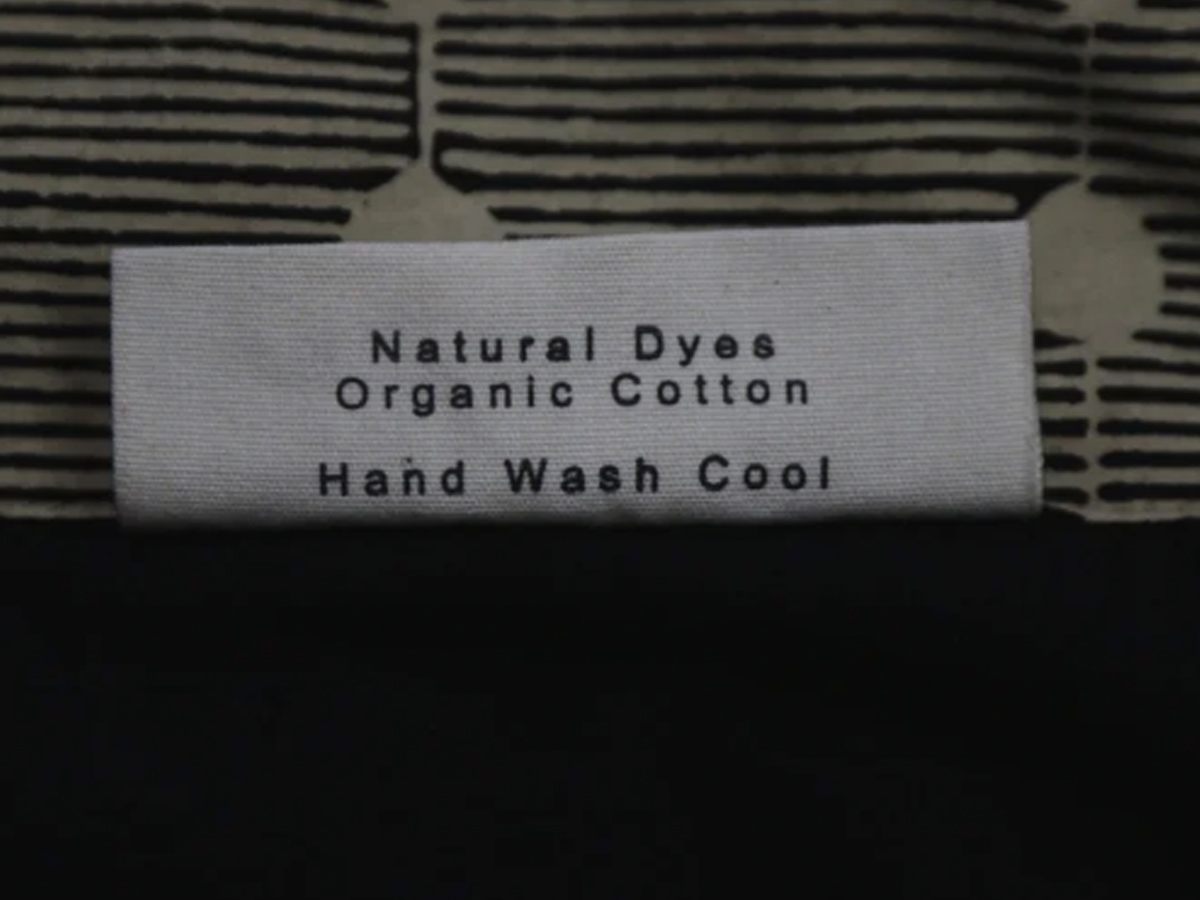 Natural Dyes
Organic Cotton
Hand Wash Cool